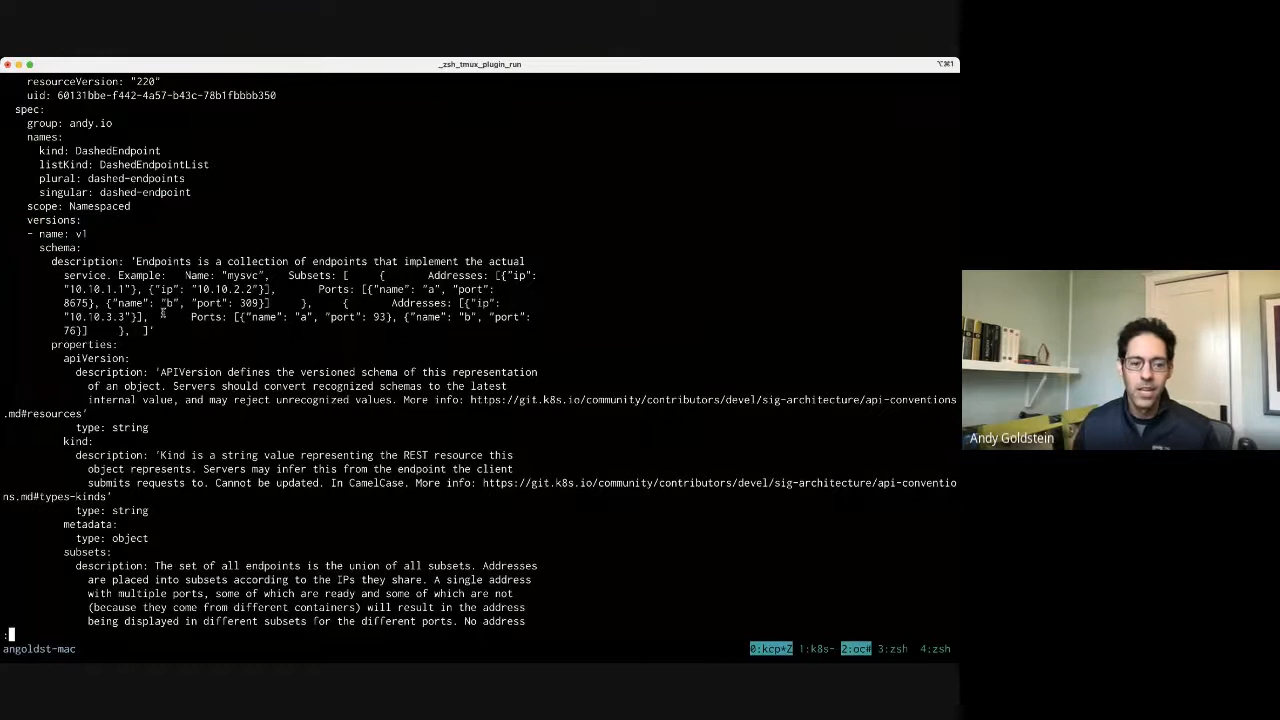 _zsh_tmux_plugin_run
⌥⌘1
resourceVersion: "220"
uid: 60131bbe-f442-4a57-b43c-78b1fbbbb350
spec:
group: andy.io
names:
kind: DashedEndpoint
listKind: DashedEndpointList
plural: dashed-endpoints
singular: dashed-endpoint
scope: Namespaced
versions:
- name: v1
schema:
description: 'Endpoints is a collection of endpoints that implement the actual
service. Example: Name: "mysvc", Subsets: [ { Addresses: [{"ip":
"10.10.1.1"}, {"ip": "10.10.2.2"}], Ports: [{"name": "a", "port":
8675}, {"name": "b", "port": 309}] }, { Addresses: [{"ip":
"10.10.3.3"}], Ports: [{"name": "a", "port": 93}, {"name": "b", "port":
76}] }, ]'
properties:
apiVersion:
description: 'APIVersion defines the versioned schema of this representation
of an object. Servers should convert recognized schemas to the latest
internal value, and may reject unrecognized values. More info: https://git.k8s.io/community/contributors/devel/sig-architecture/api-conventions
.md#resources'
type: string
kind:
description: 'Kind is a string value representing the REST resource this
object represents. Servers may infer this from the endpoint the client
submits requests to. Cannot be updated. In CamelCase. More info: https://git.k8s.io/community/contributors/devel/sig-architecture/api-conventio
ns.md#types-kinds'
type: string
metadata:
type: object
subsets:
description: The set of all endpoints is the union of all subsets. Addresses
are placed into subsets according to the IPs they share. A single address
with multiple ports, some of which are ready and some of which are not
(because they come from different containers) will result in the address
being displayed in different subsets for the different ports. No address
:
angoldst-mac
0:kcp*Z 1:k8s- 2:oc# 3:zsh 4:zsh
Andy Goldstein